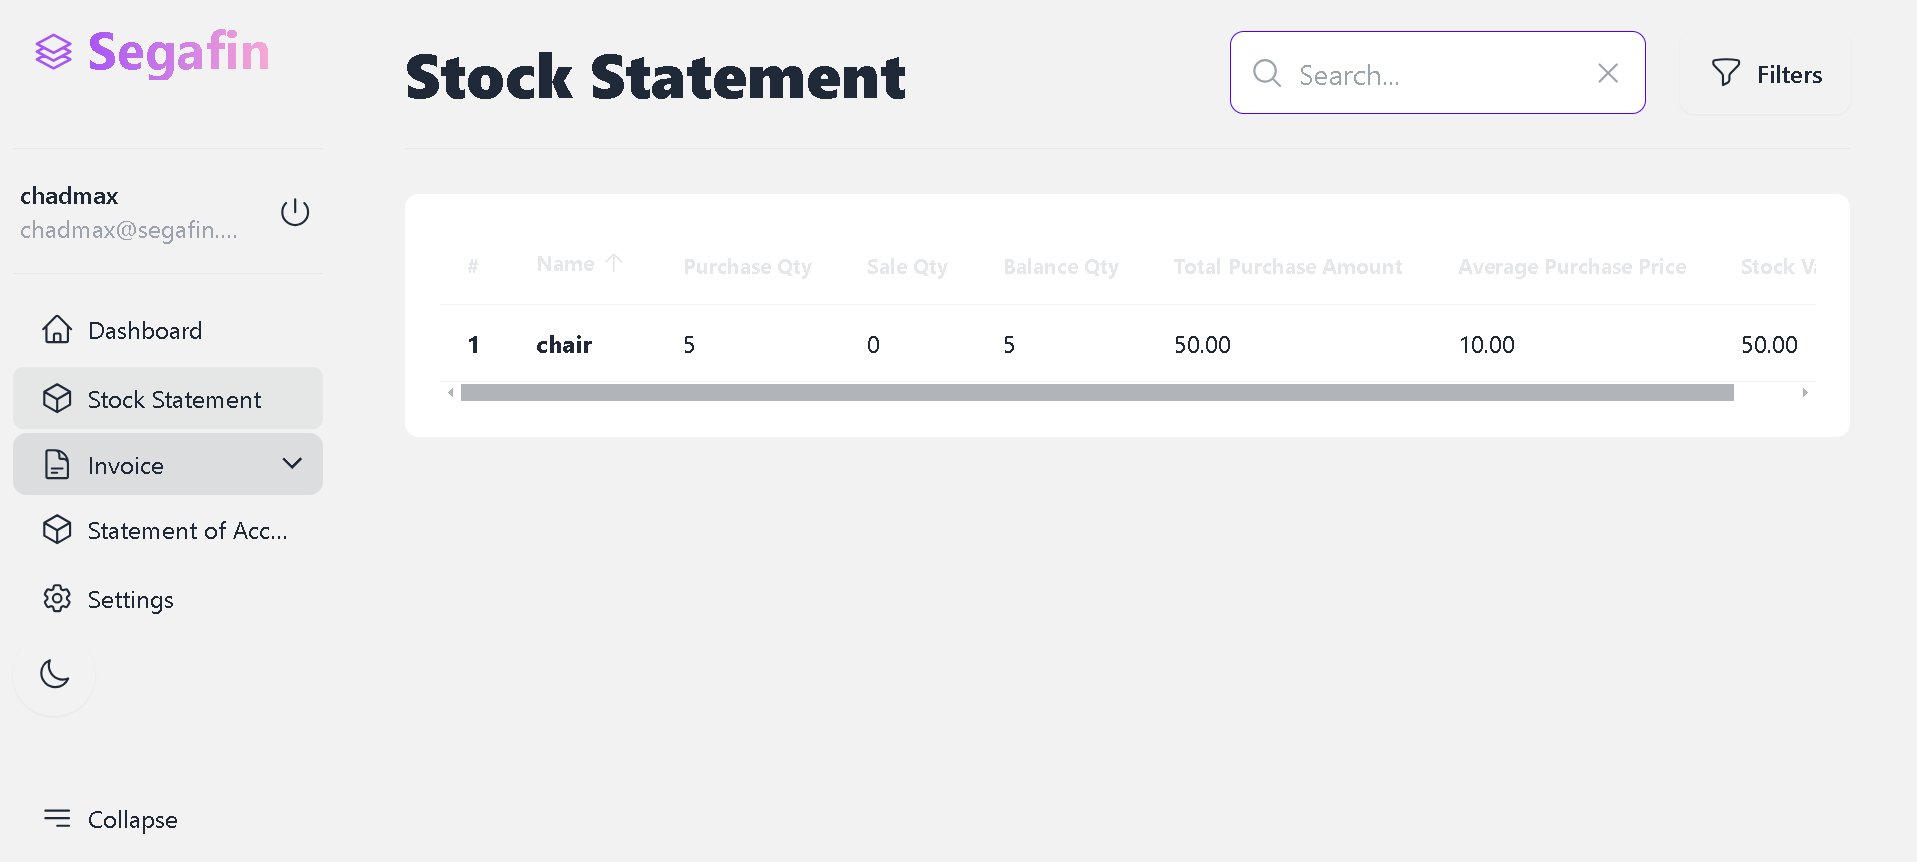 Segafin
chadmax
chadmax@segafin....
Dashboard
Stock Statement
Invoice
Statement of Acc...
Settings
Collapse
Stock Statement
Search...
Filters
# Name Purchase Qty Sale Qty Balance Qty Total Purchase Amount Average Purchase Price Stock
1 chair 5 0 5 50.00 10.00 50.00